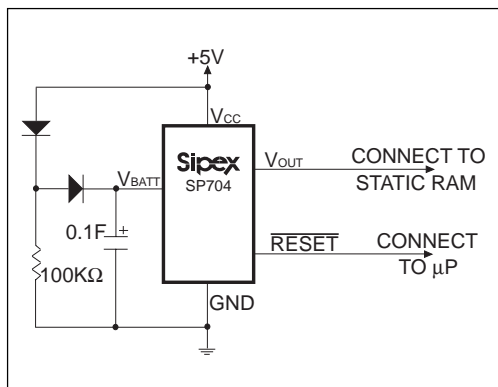 +5V
VCC
Sipex
SP704
VBATT
VOUT
CONNECT TO
STATIC RAM
0.1F
+
RESET
CONNECT
TO µP
100KΩ
GND